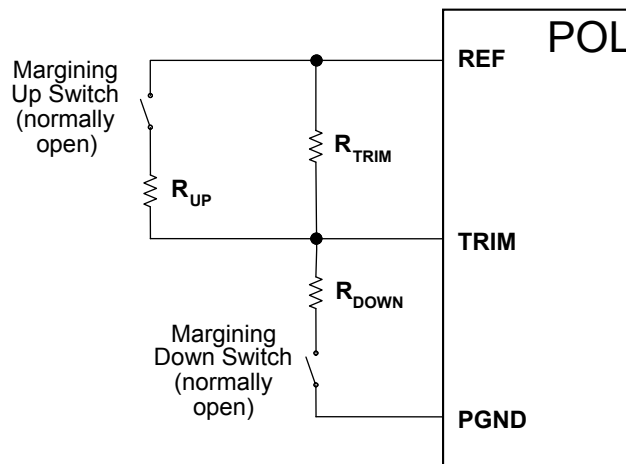 POL
REF
Margining
Up Switch
(normally
open)
R_TRIM
R_UP
TRIM
R_DOWN
Margining
Down Switch
(normally
open)
PGND